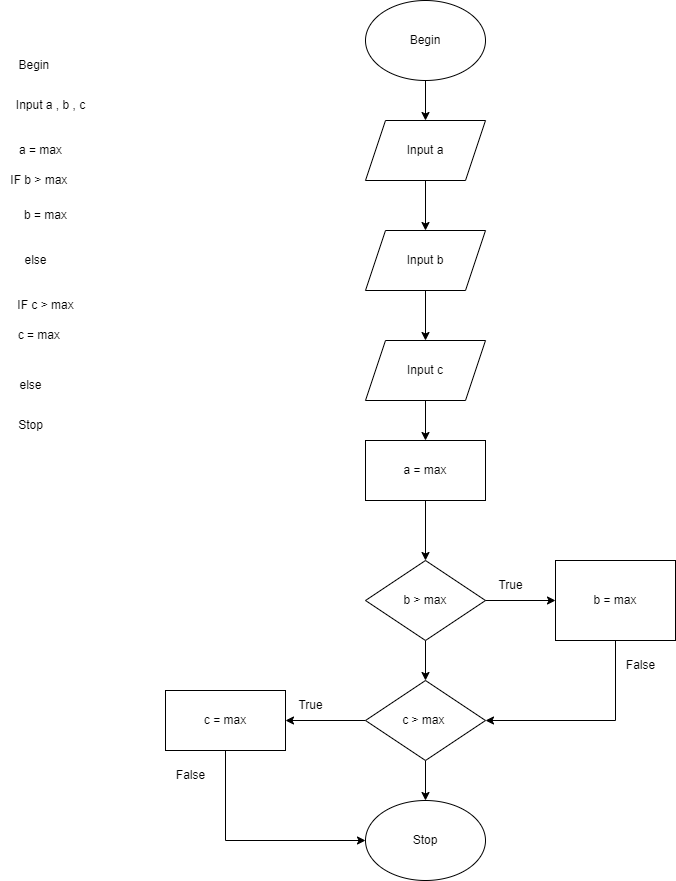 Begin
Input a , b , c
a = max
IF b > max
b = max
else
IF c > max
c = max
else
Stop
Begin
Input a
Input b
Input c
a = max
b > max
True
b = max
False
c > max
True
c = max
False
Stop